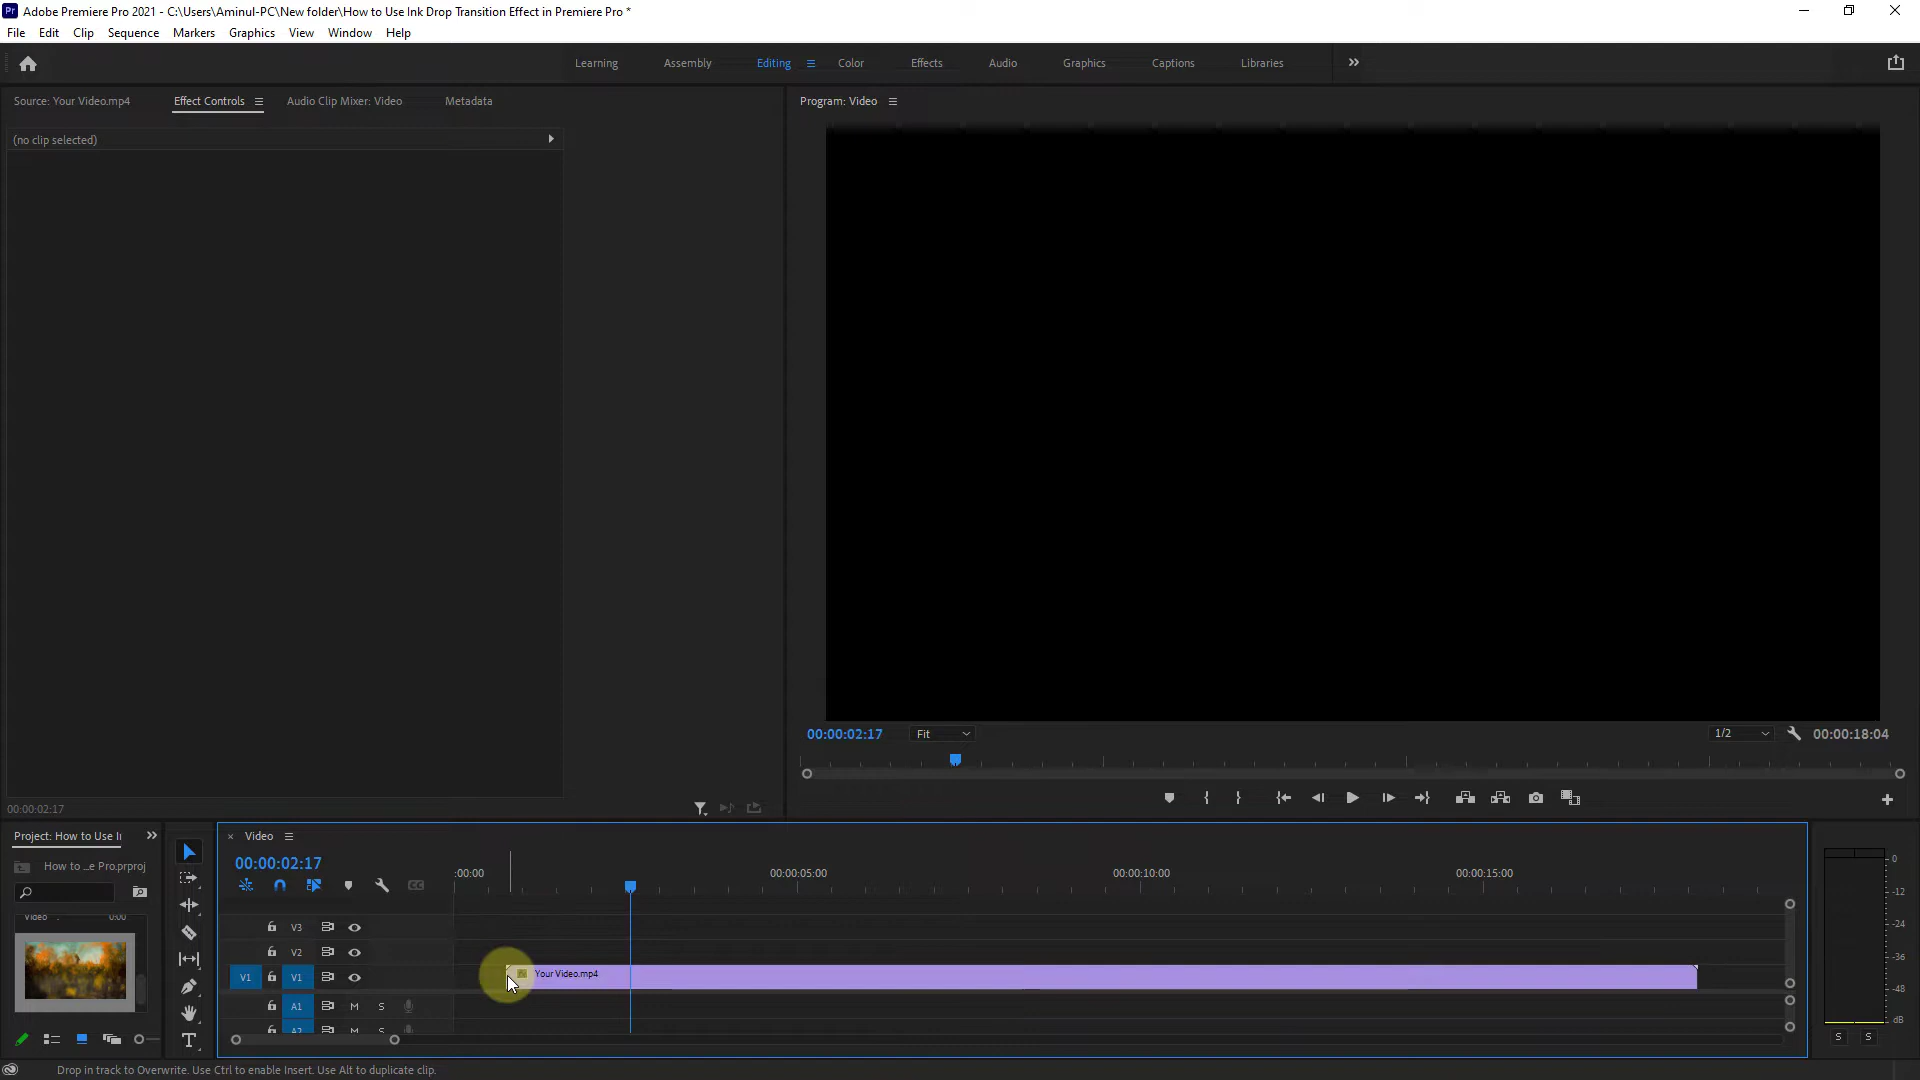 Pr Adobe Premiere Pro 2021 - C:\Users\Aminul-PC\New folder\How to Use Ink Drop Transition Effect in Premiere Pro *
File Edit Clip Sequence Markers Graphics View Window Help
Learning Assembly Editing Color Effects Audio Graphics Captions Libraries
Source: Your Video.mp4 Effect Controls Audio Clip Mixer: Video Metadata
Program: Video
(no clip selected)
00:00:02:17 Fit 1/2 00:00:18:04
00:00:02:17
Project: How to Use I
How to ...e Pro.prproj
Video 0:00
Video
00:00:02:17
:00:00 00:00:05:00 00:00:10:00 00:00:15:00
V3
V2
V1 V1 Your Video.mp4
A1 M S
A2 M S
0
-12
-24
-36
-48
dB
S S
Drop in track to Overwrite. Use Ctrl to enable Insert. Use Alt to duplicate clip.